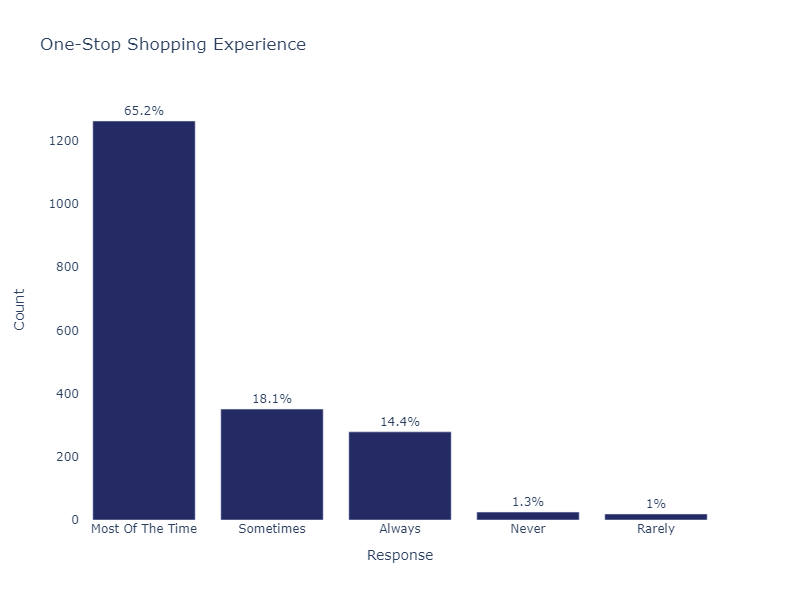 One-Stop Shopping Experience
65.2%
1200
1000
800
600
400
200
0
18.1%
14.4%
1.3%
1%
Count
Most Of The Time
Sometimes
Always
Never
Rarely
Response